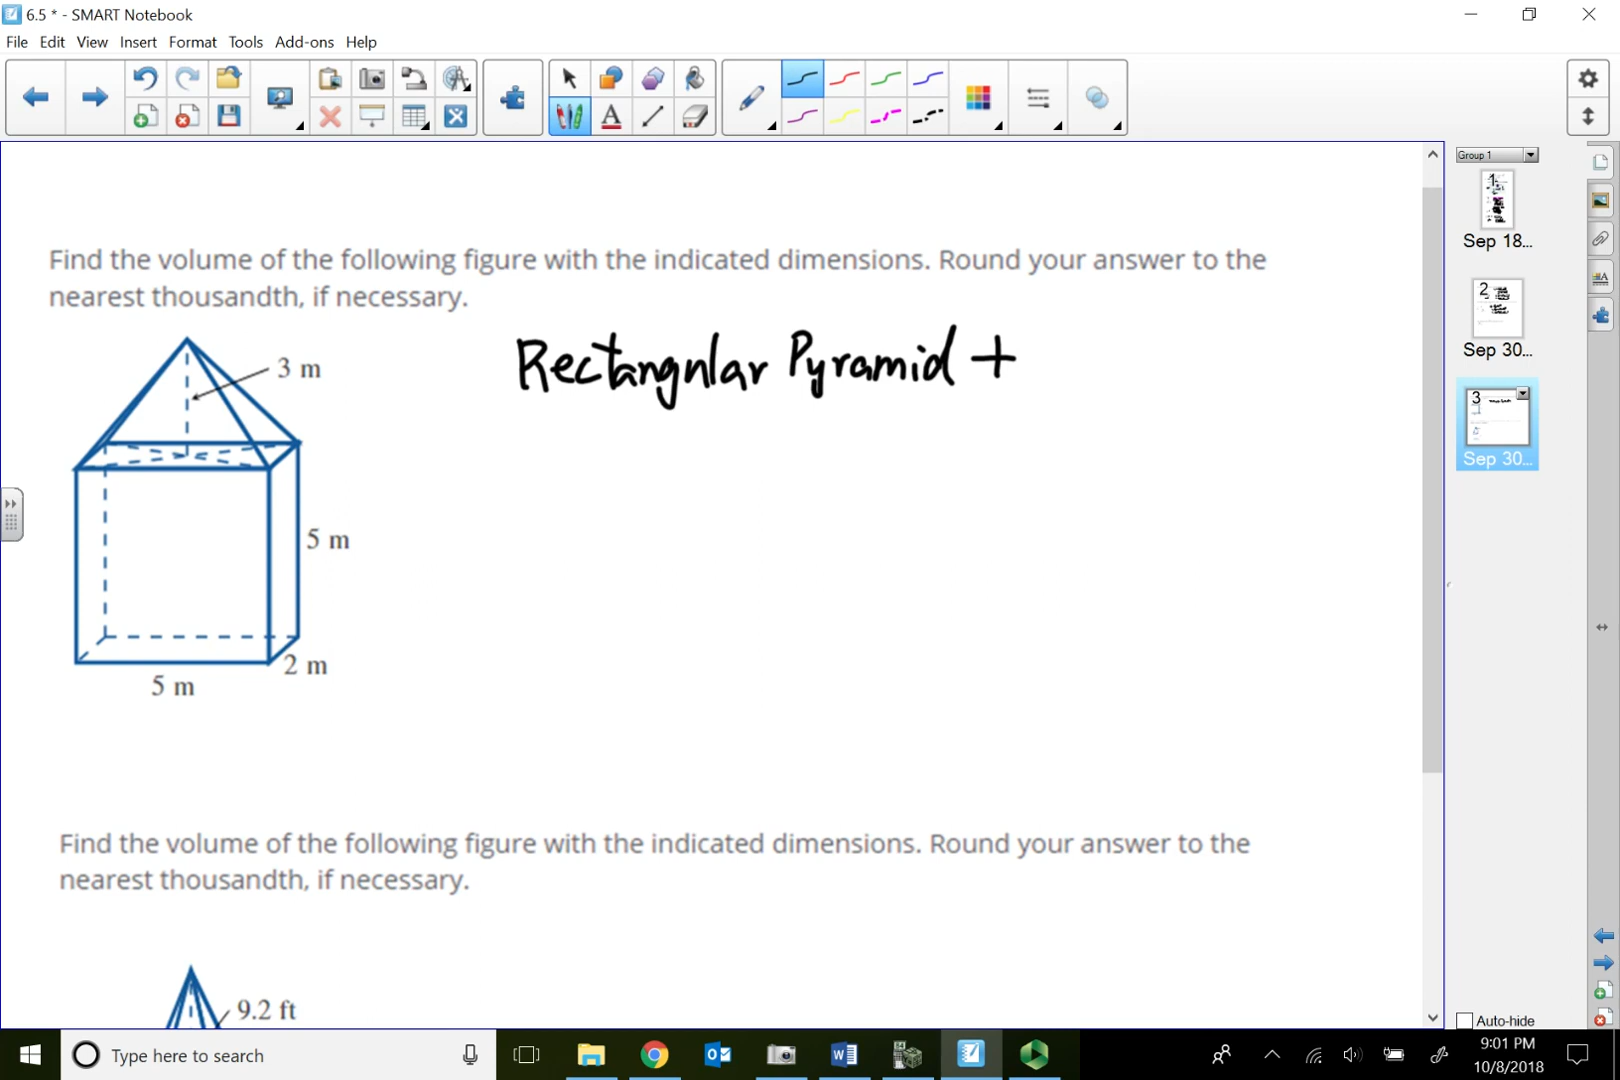 6.5 * - SMART Notebook
File Edit View Insert Format Tools Add-ons Help
Group 1
Find the volume of the following figure with the indicated dimensions. Round your answer to the
nearest thousandth, if necessary.
Rectangular Pyramid +
3 m
5 m
2 m
5 m
Find the volume of the following figure with the indicated dimensions. Round your answer to the
nearest thousandth, if necessary.
9.2 ft
1
Sep 18...
2
Sep 30...
3
Sep 30...
Auto-hide
Type here to search
9:01 PM
10/8/2018